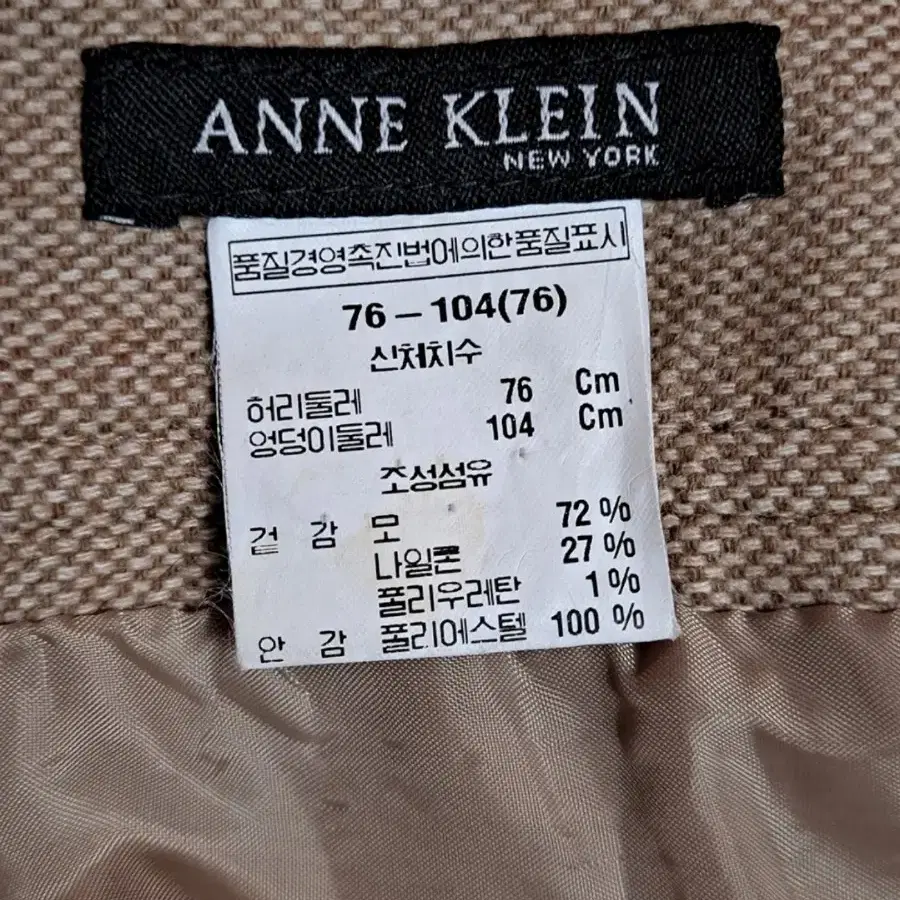 ANNE KLEIN
NEW YORK
품질경영촉진법에의한품질표시
76-104(76)
신체치수
허리둘레 76 Cm
엉덩이둘레 104 Cm
조성섬유
겉 감 모 72 %
나일론 27 %
폴리우레탄 1 %
안 감 폴리에스텔 100 %